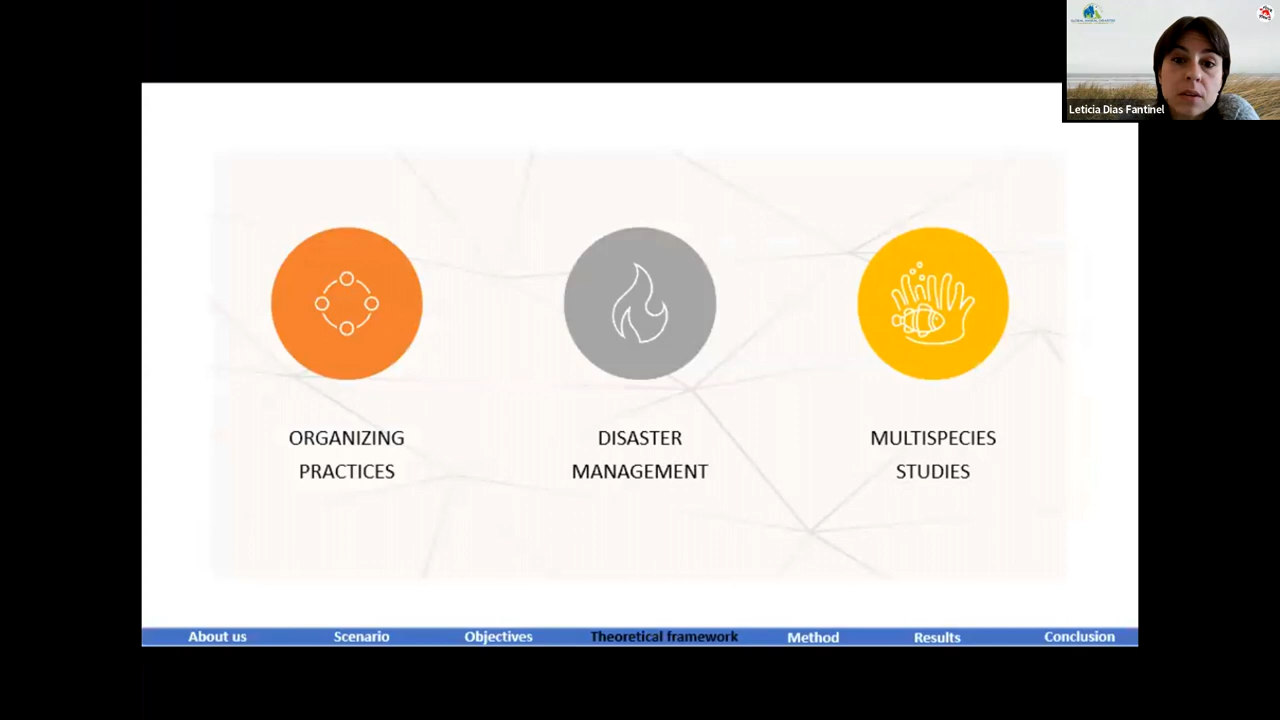 Leticia Dias Fantinel
ORGANIZING
PRACTICES
DISASTER
MANAGEMENT
MULTISPECIES
STUDIES
About us
Scenario
Objectives
Theoretical framework
Method
Results
Conclusion